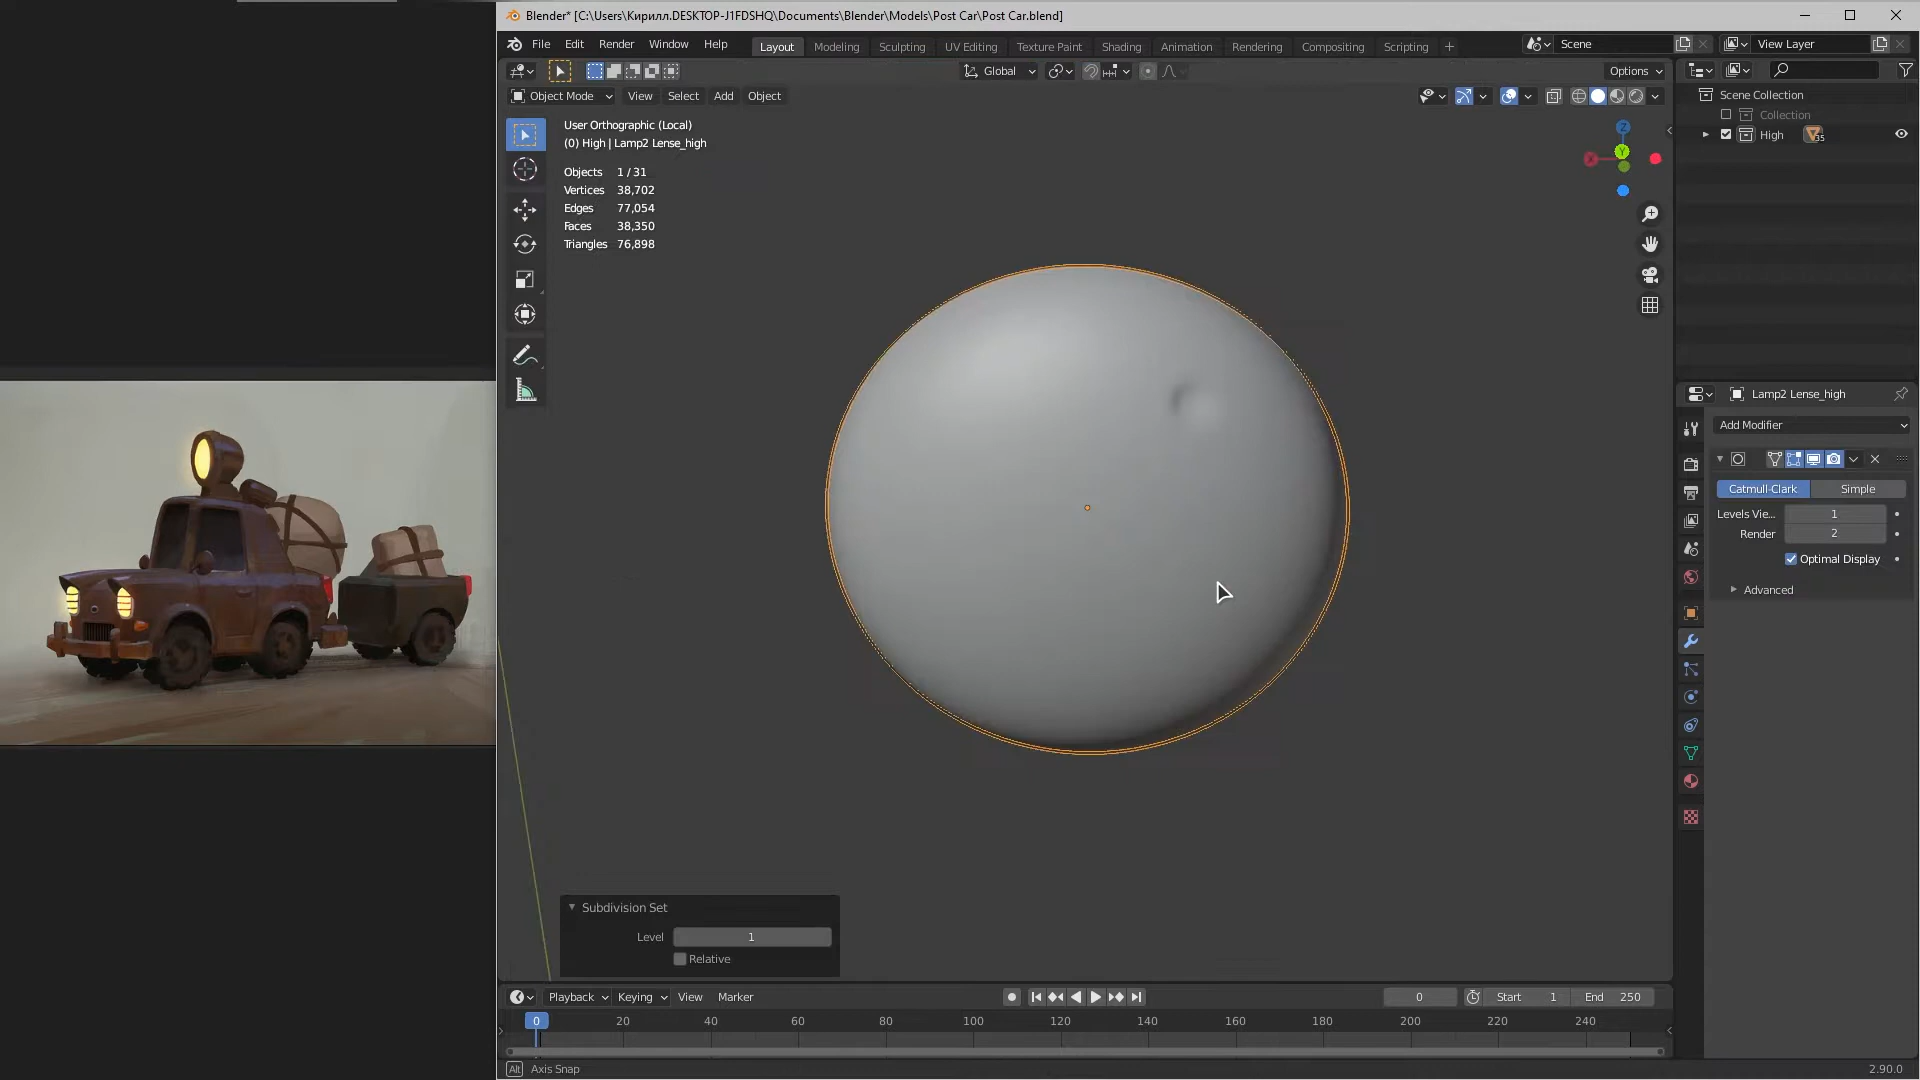 Blender* [C:\Users\Кирилл.DESKTOP-J1FDSHQ\Documents\Blender\Models\Post Car\Post Car.blend]
File Edit Render Window Help Layout Modeling Sculpting UV Editing Texture Paint Shading Animation Rendering Compositing Scripting + Scene View Layer
Global Options
Object Mode View Select Add Object
Scene Collection
Collection
High 35
User Orthographic (Local)
(0) High | Lamp2 Lense_high
Objects 1 / 31
Vertices 38,702
Edges 77,054
Faces 38,350
Triangles 76,898
Z
Y
X
Lamp2 Lense_high
Add Modifier
Catmull-Clark Simple
Levels Vie... 1
Render 2
Optimal Display
Advanced
Subdivision Set
Level 1
Relative
Playback Keying View Marker 0 Start 1 End 250
0 20 40 60 80 100 120 140 160 180 200 220 240
Alt Axis Snap 2.90.0